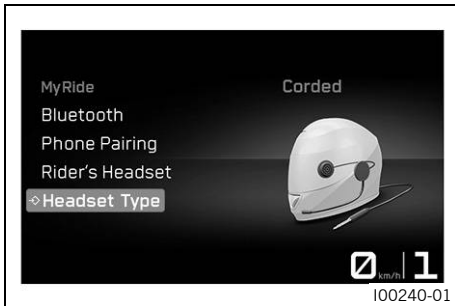 MyRide
Corded
Bluetooth
Phone Pairing
Rider's Headset
Headset Type
0 km/h 1
I00240-01